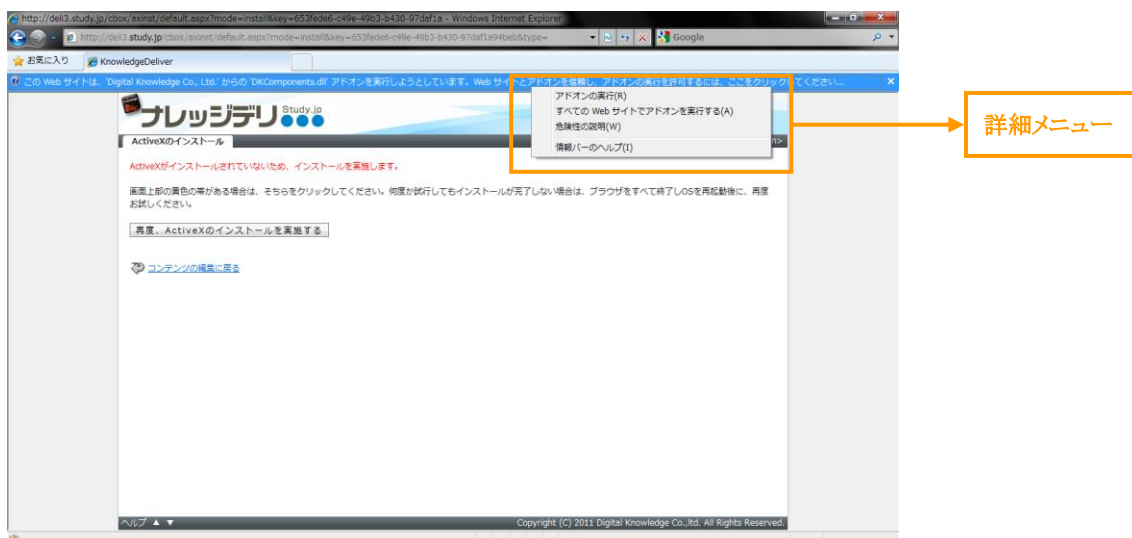 http://deli3.study.jp/cbox/axinst/default.aspx?mode=install&key=653fede6-c49e-49b3-b430-97daf1a - Windows Internet Explorer
http://deli3.study.jp/cbox/axinst/default.aspx?mode=install&key=653fede6-c49e-49b3-b430-97daf1a94beb&type=
Google
お気に入り
KnowledgeDeliver
この Web サイトは、'Digital Knowledge Co., Ltd.' からの 'DKComponents.dll' アドオンを実行しようとしています。Web サイトとアドオンを信頼し、アドオンの実行を許可するには、ここをクリックしてください...
アドオンの実行(R)
すべての Web サイトでアドオンを実行する(A)
危険性の説明(W)
情報バーのヘルプ(I)
詳細メニュー
ナレッジデリ Study.jp
ActiveXのインストール
ActiveXがインストールされていないため、インストールを実施します。
画面上部の黄色の帯がある場合は、そちらをクリックしてください。何度か試行してもインストールが完了しない場合は、ブラウザをすべて終了しOSを再起動後に、再度
お試しください。
再度、ActiveXのインストールを実施する
コンテンツの編集に戻る
ヘルプ ▲ ▼
Copyright (C) 2011 Digital Knowledge Co.,ltd. All Rights Reserved.